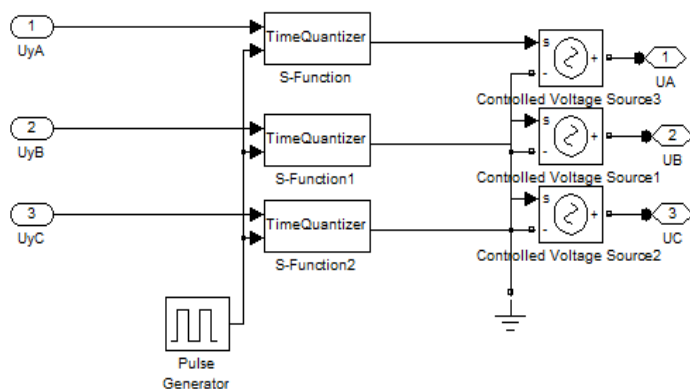 1
UyA
TimeQuantizer
S-Function
s
-
+
Controlled Voltage Source3
1
UA
2
UyB
TimeQuantizer
S-Function1
s
-
+
Controlled Voltage Source1
2
UB
3
UyC
TimeQuantizer
S-Function2
s
-
+
Controlled Voltage Source2
3
UC
Pulse
Generator